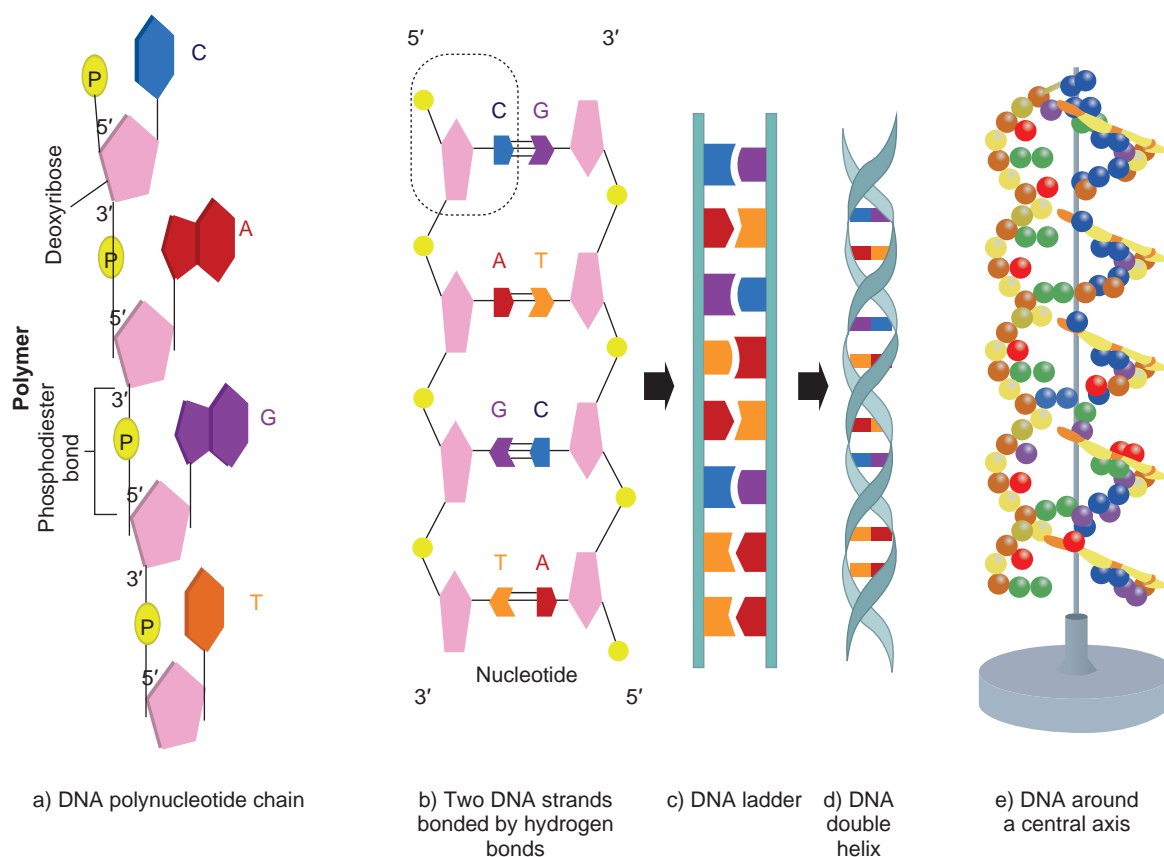 C
P
5′
Deoxyribose
3′
P
A
5′
Polymer
Phosphodiester
bond
3′
P
G
5′
3′
P
T
5′
5′
3′
C
G
A
T
G
C
T
A
Nucleotide
3′
5′
a) DNA polynucleotide chain
b) Two DNA strands
bonded by hydrogen
bonds
c) DNA ladder
d) DNA
double
helix
e) DNA around
a central axis